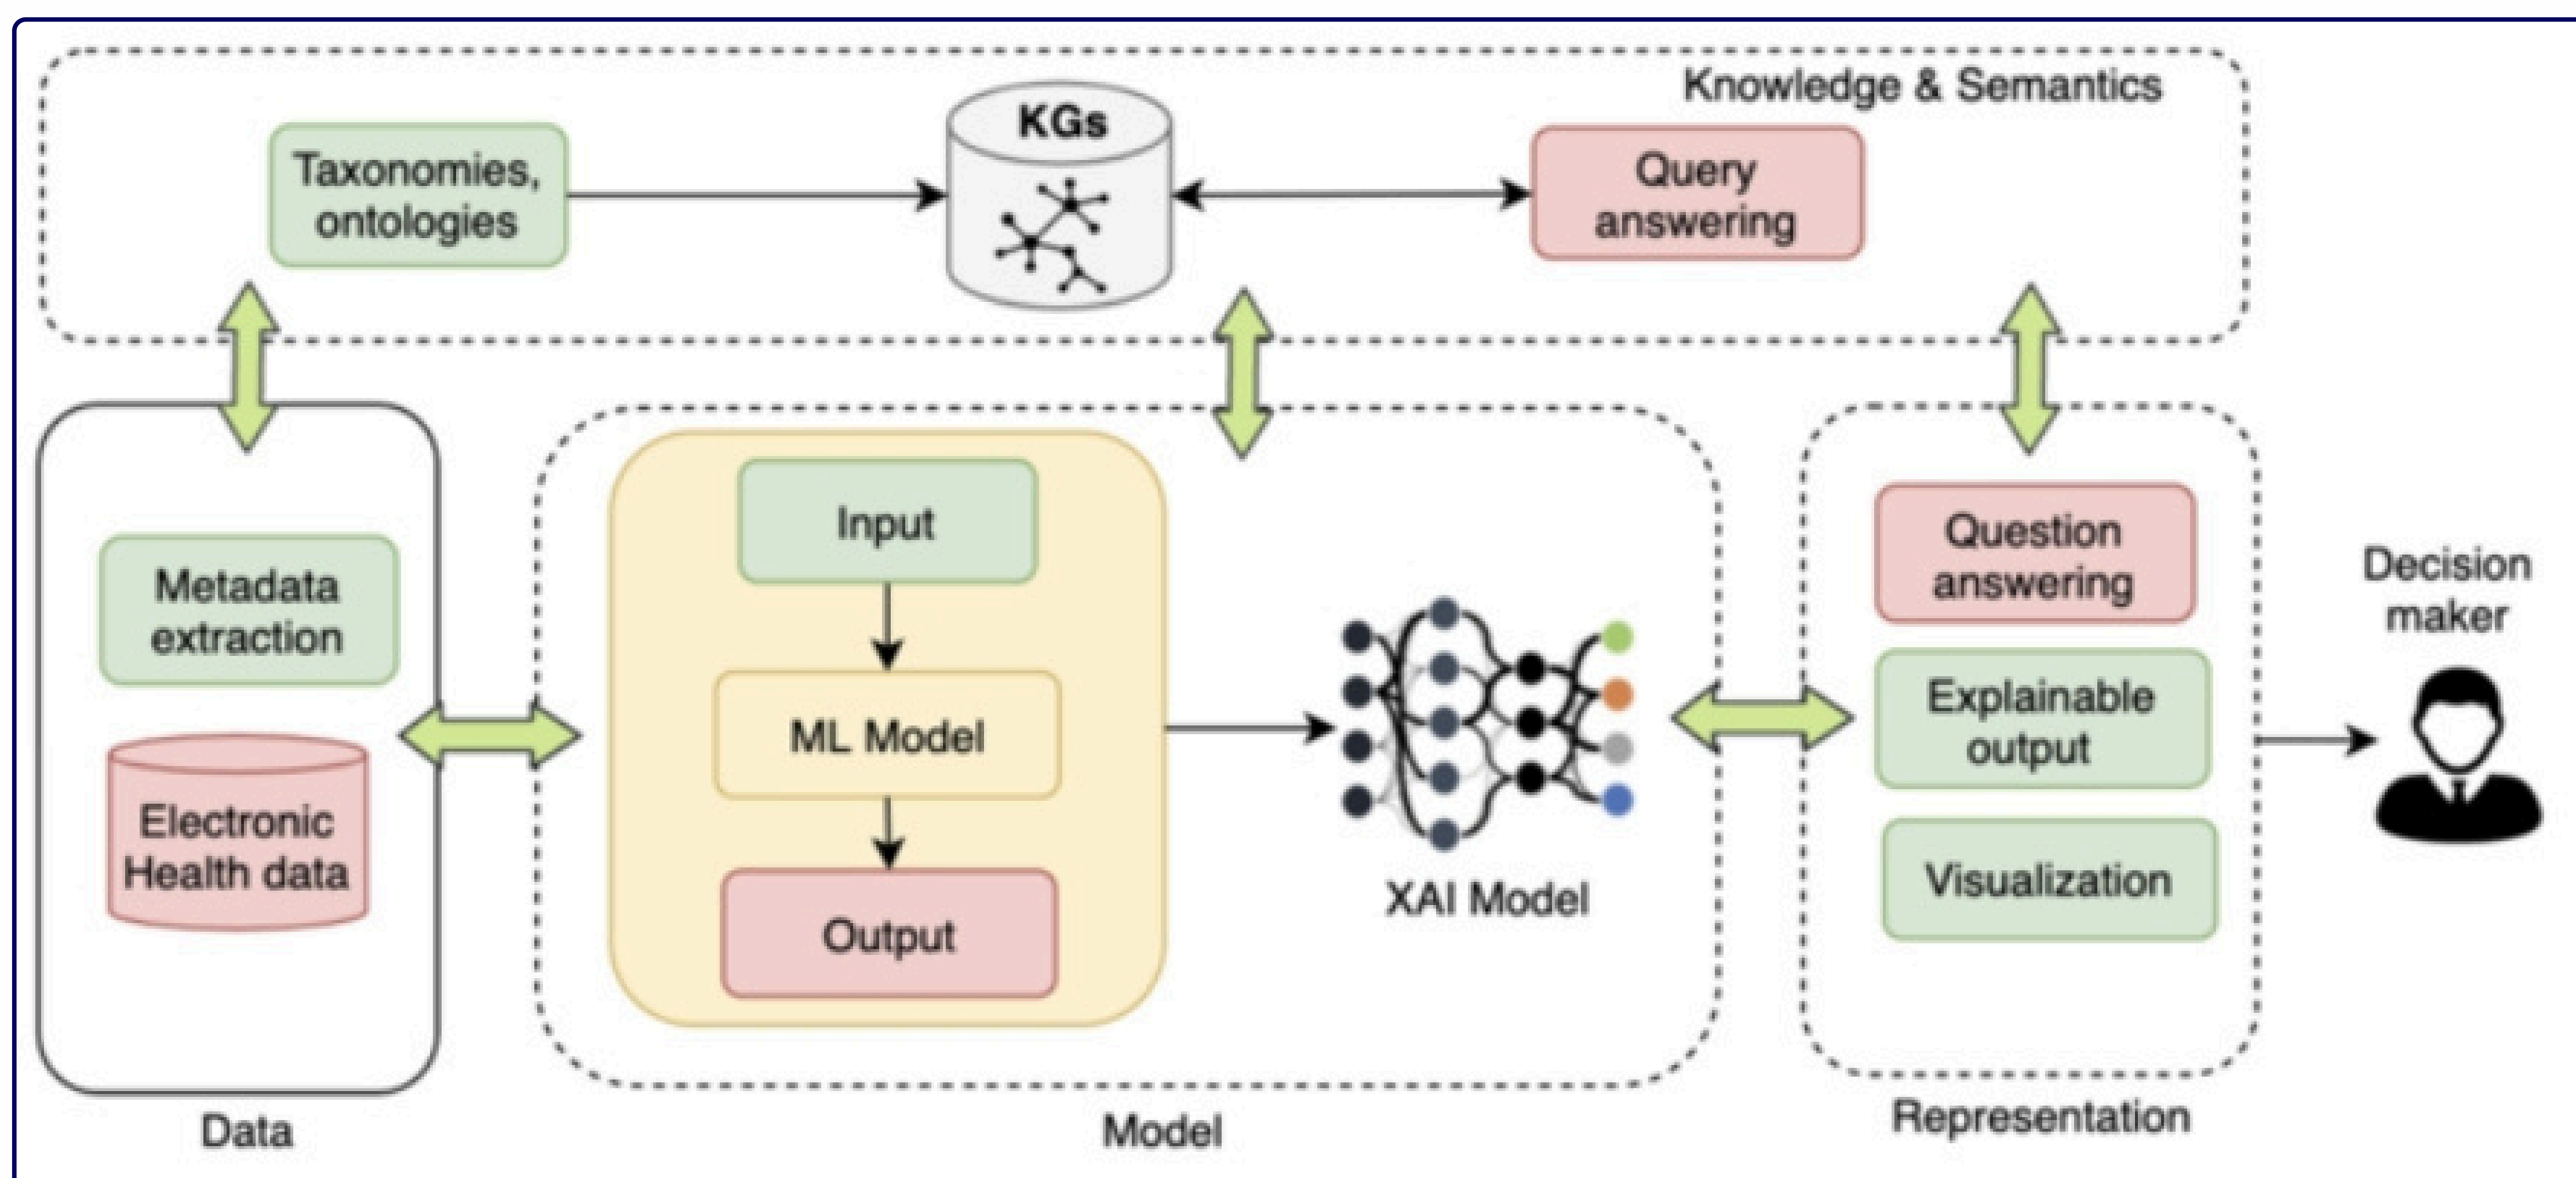 Knowledge & Semantics
Taxonomies,
ontologies
KGs
Query
answering
Metadata
extraction
Electronic
Health data
Data
Input
ML Model
Output
XAI Model
Model
Question
answering
Explainable
output
Visualization
Representation
Decision
maker